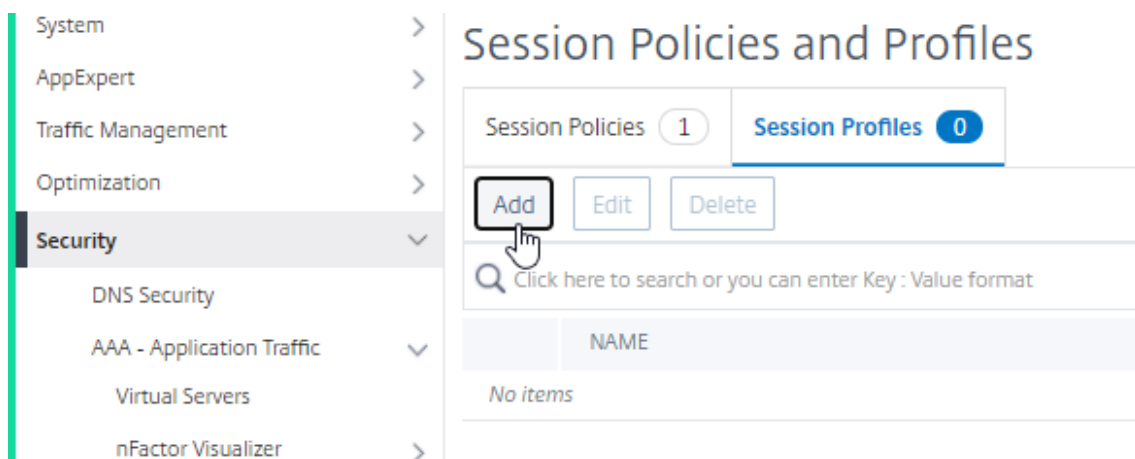 System
AppExpert
Traffic Management
Optimization
Security
DNS Security
AAA - Application Traffic
Virtual Servers
nFactor Visualizer
Session Policies and Profiles
Session Policies 1 Session Profiles 0
Add Edit Delete
Click here to search or you can enter Key : Value format
NAME
No items